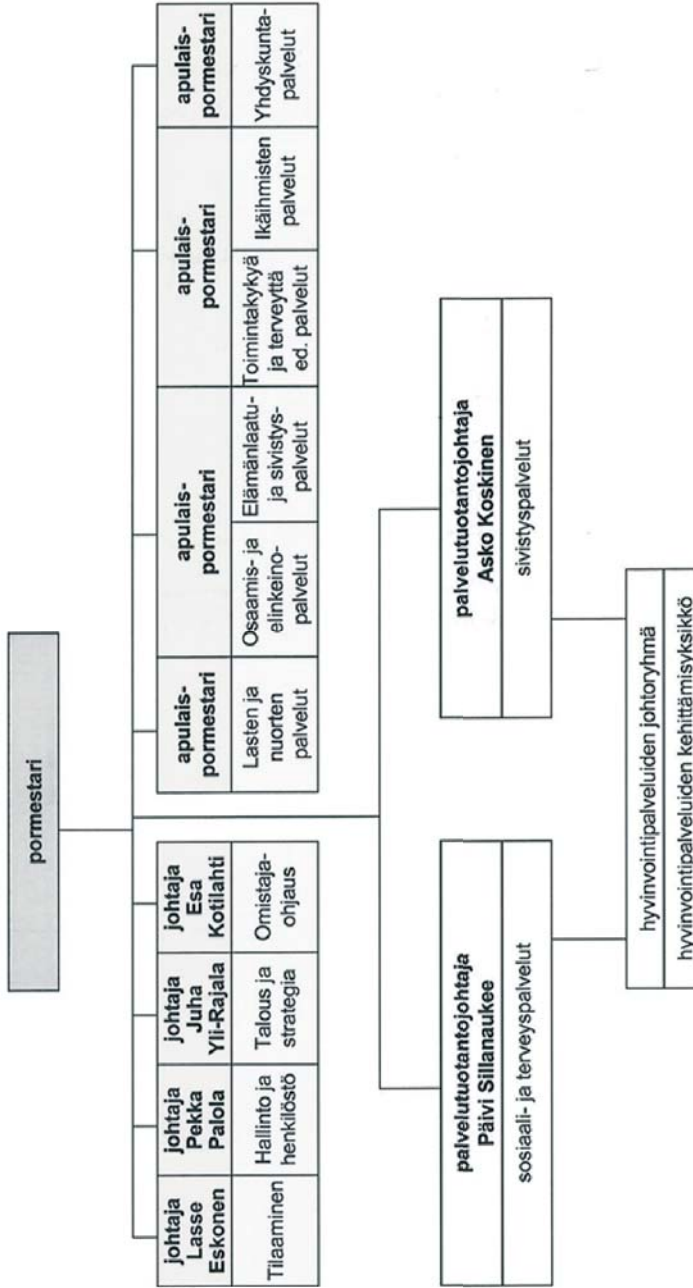 pormestari
johtaja
Lasse
Eskonen
Tilaaminen
johtaja
Pekka
Palola
Hallinto ja
henkilöstö
johtaja
Juha
Yli-Rajala
Talous ja
strategia
johtaja
Esa
Kotilahti
Omistaja-
ohjaus
apulais-
pormestari
Lasten ja
nuorten
palvelut
apulais-
pormestari
Osaamis- ja
elinkeino-
palvelut
Elämänlaatu-
ja sivistys-
palvelut
apulais-
pormestari
Toimintakykyä
ja terveyttä
ed. palvelut
Ikäihmisten
palvelut
apulais-
pormestari
Yhdyskunta-
palvelut
palvelutuotantojohtaja
Päivi Sillanaukee
sosiaali- ja terveyspalvelut
palvelutuotantojohtaja
Asko Koskinen
sivistyspalvelut
hyvinvointipalveluiden johtoryhmä
hyvinvointipalveluiden kehittämisyksikkö